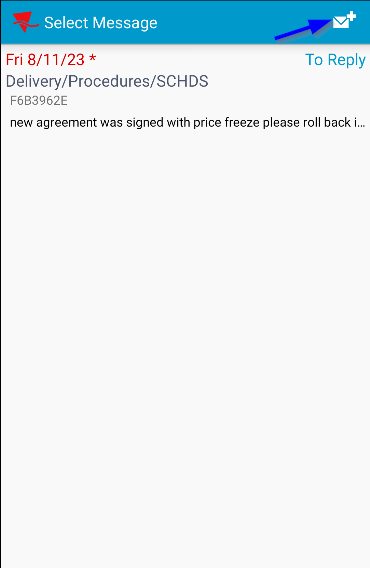 Select Message
Fri 8/11/23 * To Reply
Delivery/Procedures/SCHDS
F6B3962E
new agreement was signed with price freeze please roll back i...